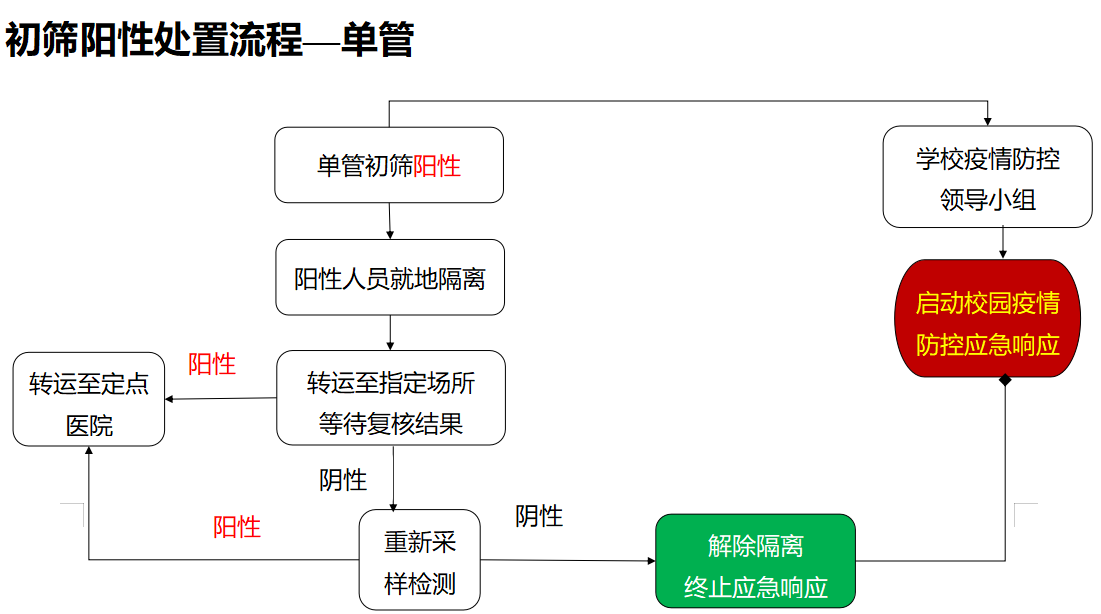 初筛阳性处置流程—单管
单管初筛阳性
学校疫情防控
领导小组
阳性人员就地隔离
启动校园疫情
防控应急响应
阳性
转运至定点
医院
转运至指定场所
等待复核结果
阴性
阳性
阴性
重新采
样检测
解除隔离
终止应急响应